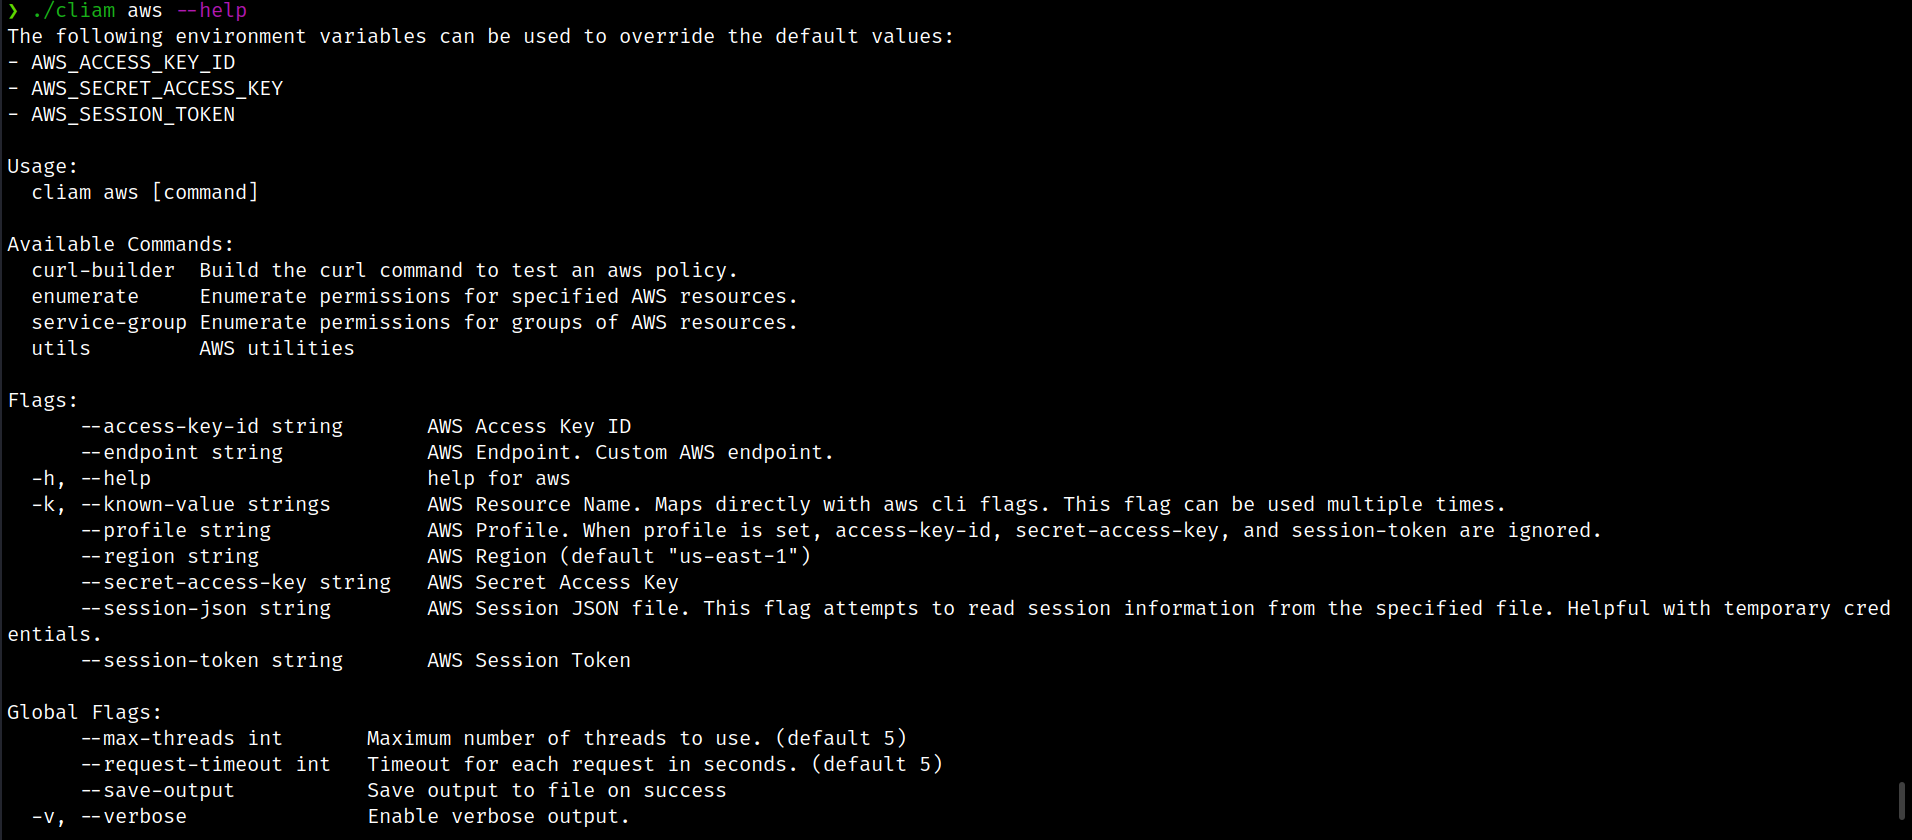 ❯ ./cliam aws --help
The following environment variables can be used to override the default values:
- AWS_ACCESS_KEY_ID
- AWS_SECRET_ACCESS_KEY
- AWS_SESSION_TOKEN

Usage:
  cliam aws [command]

Available Commands:
  curl-builder  Build the curl command to test an aws policy.
  enumerate     Enumerate permissions for specified AWS resources.
  service-group Enumerate permissions for groups of AWS resources.
  utils         AWS utilities

Flags:
      --access-key-id string       AWS Access Key ID
      --endpoint string            AWS Endpoint. Custom AWS endpoint.
  -h, --help                       help for aws
  -k, --known-value strings        AWS Resource Name. Maps directly with aws cli flags. This flag can be used multiple times.
      --profile string             AWS Profile. When profile is set, access-key-id, secret-access-key, and session-token are ignored.
      --region string              AWS Region (default "us-east-1")
      --secret-access-key string   AWS Secret Access Key
      --session-json string        AWS Session JSON file. This flag attempts to read session information from the specified file. Helpful with temporary cred
entials.
      --session-token string       AWS Session Token

Global Flags:
      --max-threads int       Maximum number of threads to use. (default 5)
      --request-timeout int   Timeout for each request in seconds. (default 5)
      --save-output           Save output to file on success
  -v, --verbose               Enable verbose output.